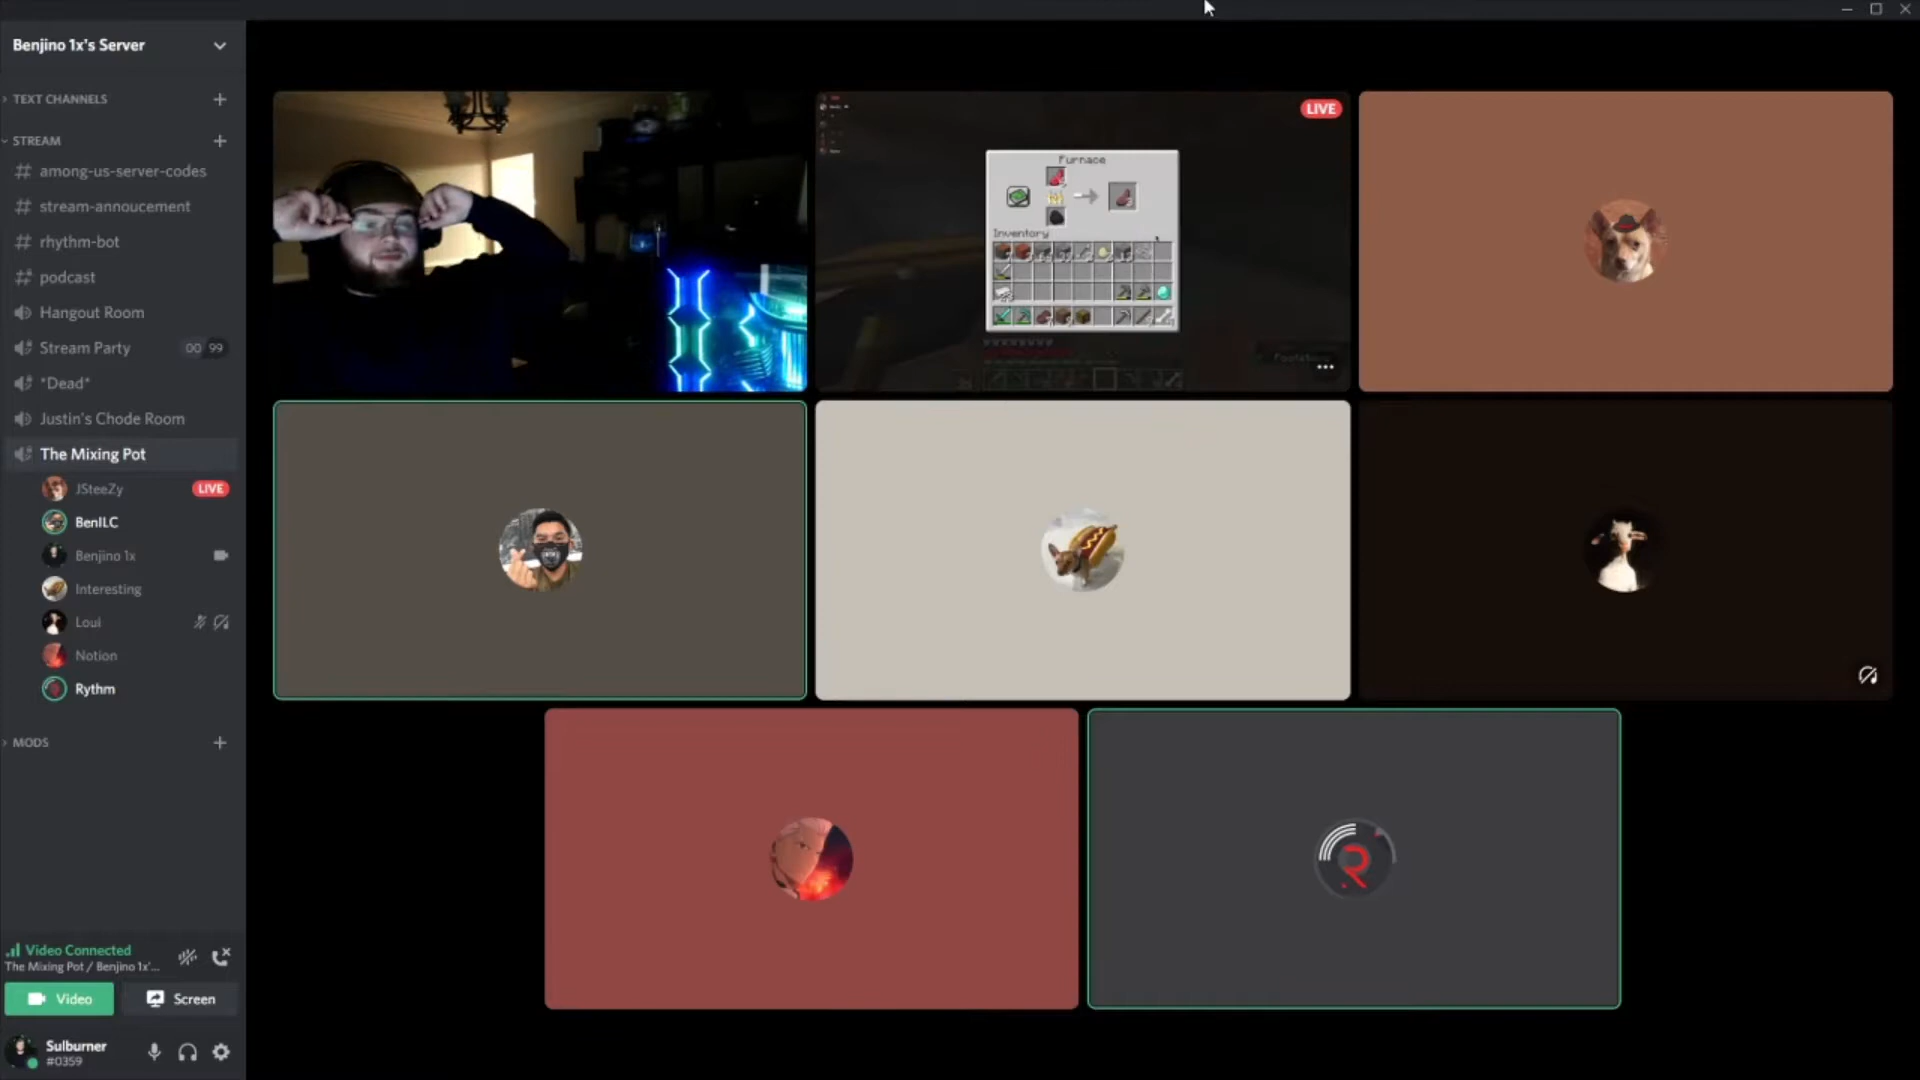 Benjino 1x's Server
TEXT CHANNELS
STREAM
among-us-server-codes
stream-annoucement
rhythm-bot
podcast
Hangout Room
Stream Party 00 99
*Dead*
Justin's Chode Room
The Mixing Pot
JSteeZy LIVE
BenILC
Benjino 1x
Interesting
Loui
Notion
Rythm
MODS
Video Connected
The Mixing Pot / Benjino 1x'...
Video
Screen
Sulburner
#0359
LIVE
Furnace
Inventory
R